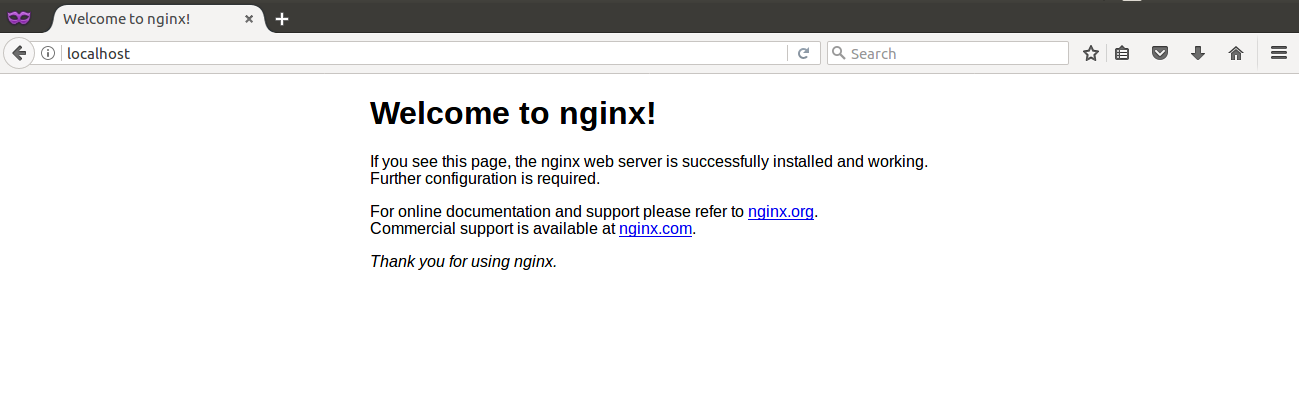 Welcome to nginx!
localhost
Search
Welcome to nginx!
If you see this page, the nginx web server is successfully installed and working.
Further configuration is required.
For online documentation and support please refer to nginx.org.
Commercial support is available at nginx.com.
Thank you for using nginx.